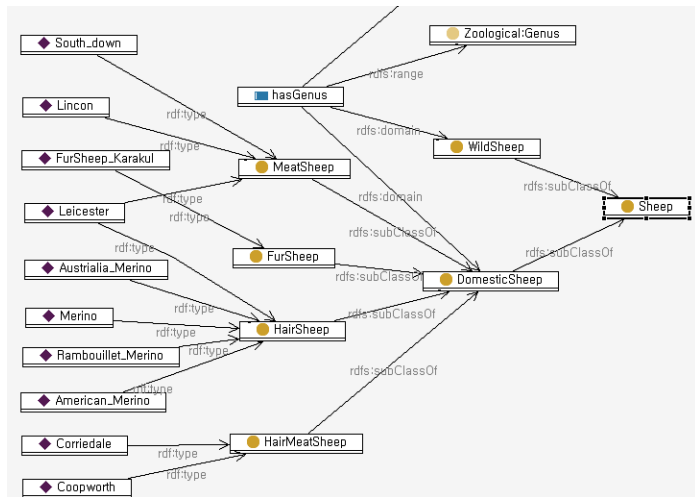 South_down
Zoological:Genus
rdfs:range
hasGenus
Lincon
rdf:type
rdfs:domain
rdf:type
WildSheep
FurSheep_Karakul
MeatSheep
rdfs:subClassOf
rdfs:domain
Sheep
Leicester
rdf:type
rdfs:subClassOf
rdf:type
FurSheep
rdfs:subClassOf
Austrialia_Merino
rdfs:subClassOf
DomesticSheep
rdf:type
Merino
rdfs:subClassOf
HairSheep
rdf:type
Rambouillet_Merino
rdf:type
rdfs:subClassOf
rdf:type
American_Merino
Corriedale
HairMeatSheep
rdf:type
rdf:type
Coopworth